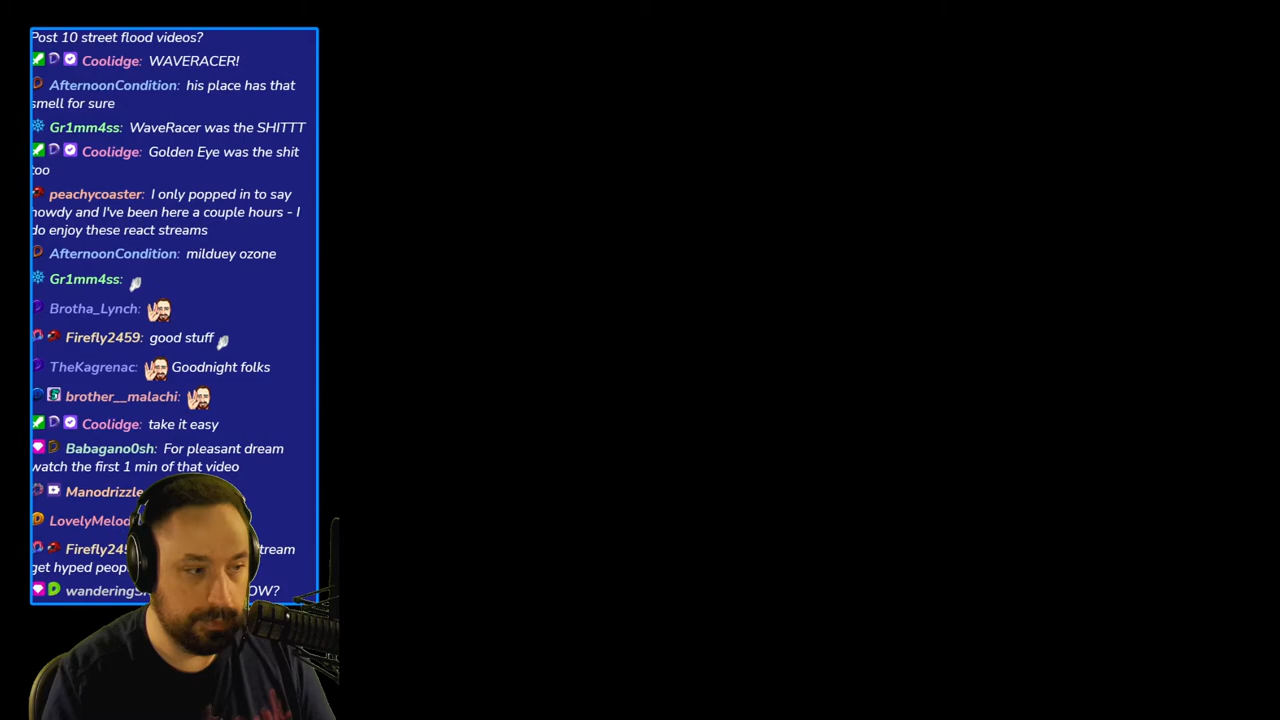 Post 10 street flood videos?
Coolidge: WAVERACER!
AfternoonCondition: his place has that
smell for sure
Gr1mm4ss: WaveRacer was the SHITTT
Coolidge: Golden Eye was the shit
too
peachycoaster: I only popped in to say
howdy and I've been here a couple hours - I
do enjoy these react streams
AfternoonCondition: milduey ozone
Gr1mm4ss:
Brotha_Lynch:
Firefly2459: good stuff
TheKagrenac: Goodnight folks
brother__malachi:
Coolidge: take it easy
Babagano0sh: For pleasant dream
watch the first 1 min of that video
Manodrizzle
LovelyMelod
Firefly245 tream
get hyped peop
wanderingS OW?